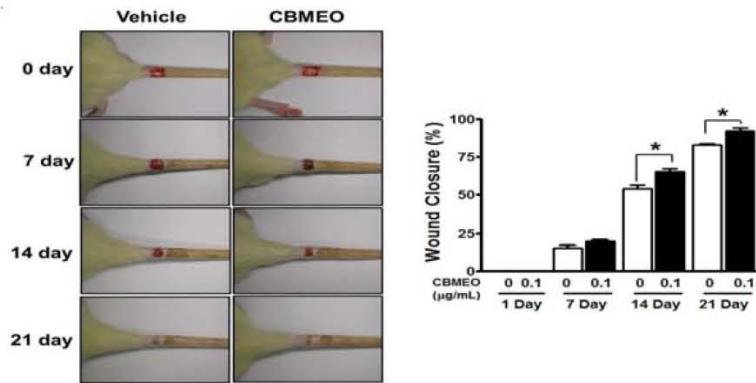 Vehicle CBMEO
0 day
7 day
14 day
21 day
Wound Closure (%)
100
75
50
25
0
*
*
CBMEO 0 0.1 0 0.1 0 0.1 0 0.1
(µg/mL) 1 Day 7 Day 14 Day 21 Day